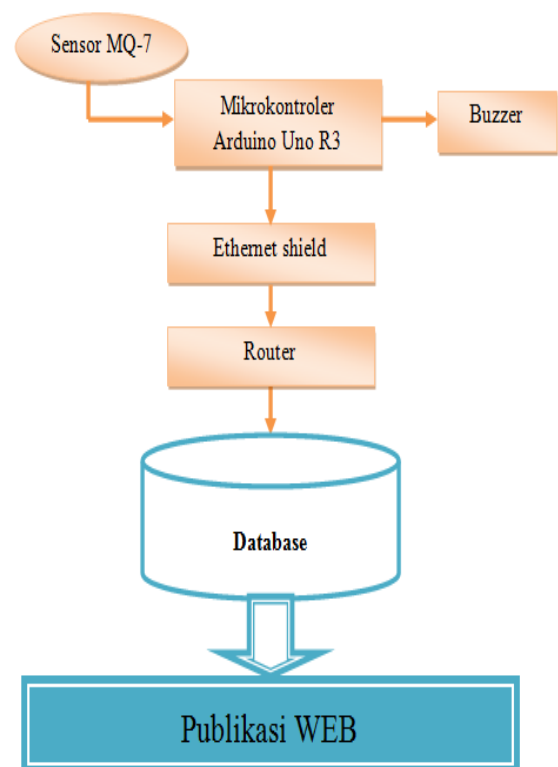 Sensor MQ-7
Mikrokontroler
Arduino Uno R3
Buzzer
Ethernet shield
Router
Database
Publikasi WEB